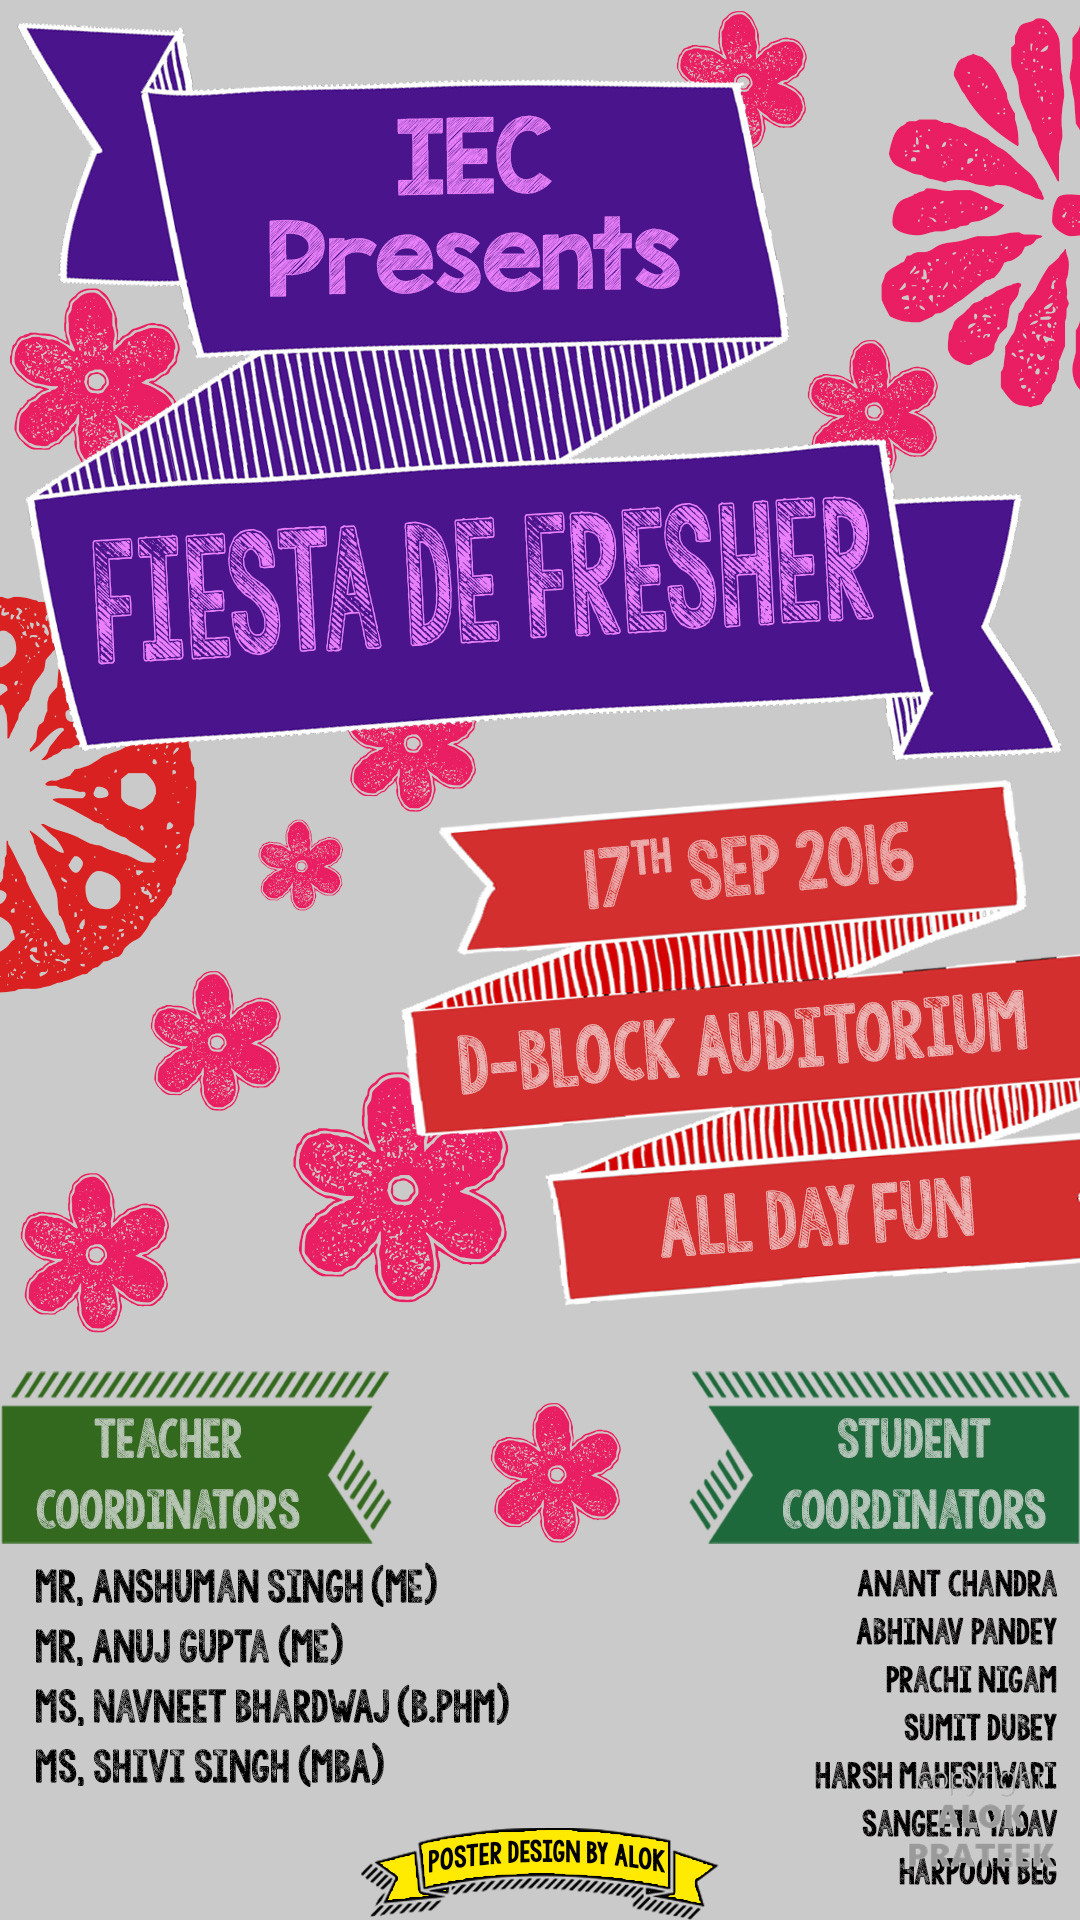 IEC
Presents
FIESTA DE FRESHER
17TH SEP 2016
D-BLOCK AUDITORIUM
ALL DAY FUN
TEACHER
COORDINATORS
MR, ANSHUMAN SINGH (ME)
MR, ANUJ GUPTA (ME)
MS, NAVNEET BHARDWAJ (B.PHM)
MS, SHIVI SINGH (MBA)
STUDENT
COORDINATORS
ANANT CHANDRA
ABHINAV PANDEY
PRACHI NIGAM
SUMIT DUBEY
HARSH MAHESHWARI
SANGEETA YADAV
HARPOON BEG
ALOK
PRATEEK
POSTER DESIGN BY ALOK